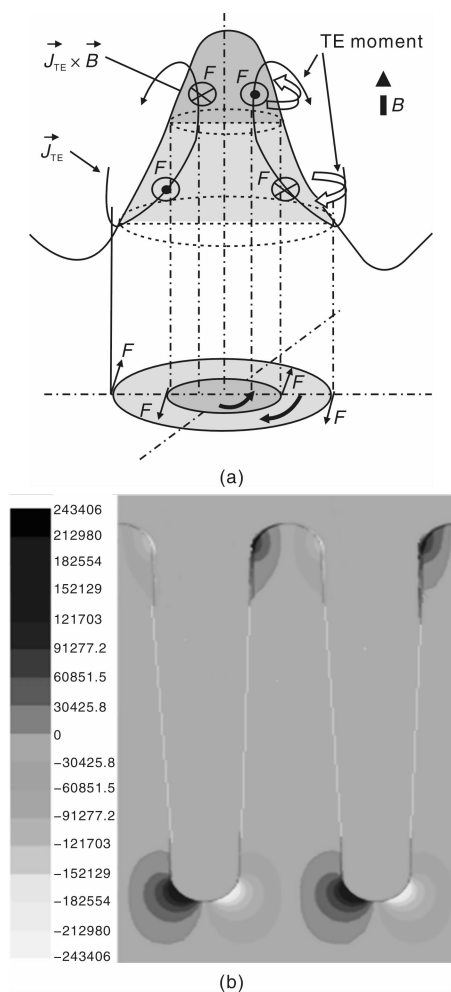 J_TE × B
F
F
TE moment
B
J_TE
F
F
F
F
F
F
(a)
243406
212980
182554
152129
121703
91277.2
60851.5
30425.8
0
−30425.8
−60851.5
−91277.2
−121703
−152129
−182554
−212980
−243406
(b)